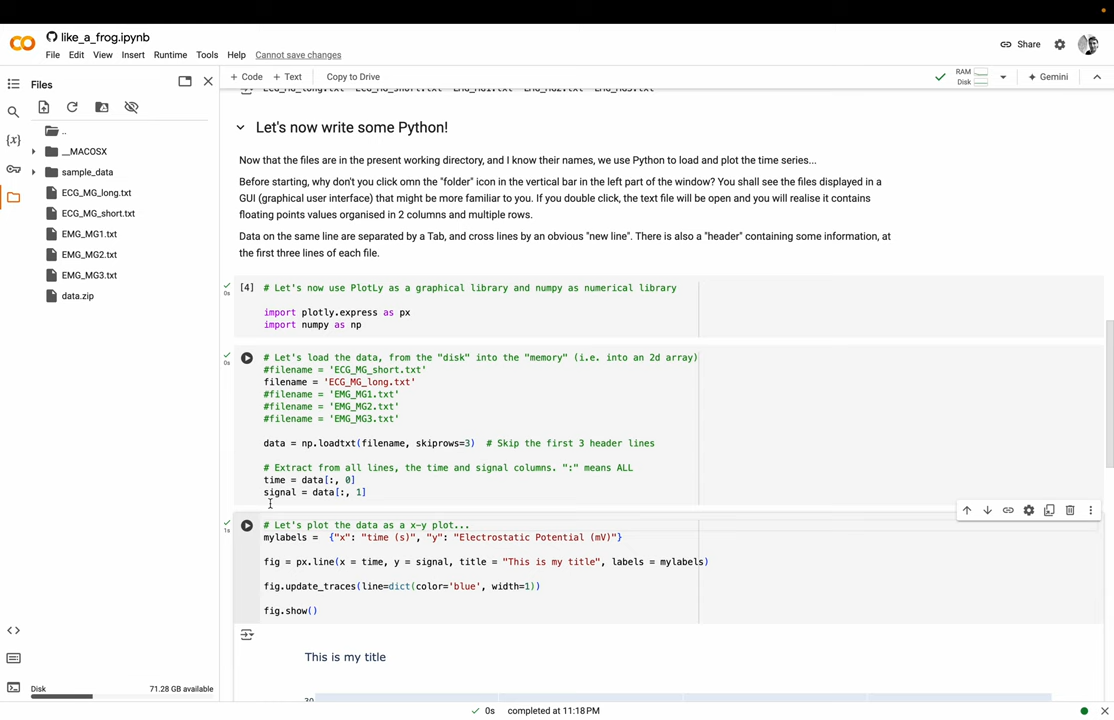 like_a_frog.ipynb
File Edit View Insert Runtime Tools Help Cannot save changes
Share
Files
+ Code + Text Copy to Drive
RAM
Disk
Gemini
ECG_MG_long.txt ECG_MG_short.txt EMG_MG1.txt EMG_MG2.txt EMG_MG3.txt
..
__MACOSX
sample_data
ECG_MG_long.txt
ECG_MG_short.txt
EMG_MG1.txt
EMG_MG2.txt
EMG_MG3.txt
data.zip
Let's now write some Python!
Now that the files are in the present working directory, and I know their names, we use Python to load and plot the time series...
Before starting, why don't you click omn the "folder" icon in the vertical bar in the left part of the window? You shall see the files displayed in a
GUI (graphical user interface) that might be more familiar to you. If you double click, the text file will be open and you will realise it contains
floating points values organised in 2 columns and multiple rows.
Data on the same line are separated by a Tab, and cross lines by an obvious "new line". There is also a "header" containing some information, at
the first three lines of each file.
[4] # Let's now use PlotLy as a graphical library and numpy as numerical library
0s
import plotly.express as px
import numpy as np
# Let's load the data, from the "disk" into the "memory" (i.e. into an 2d array)
0s
#filename = 'ECG_MG_short.txt'
filename = 'ECG_MG_long.txt'
#filename = 'EMG_MG1.txt'
#filename = 'EMG_MG2.txt'
#filename = 'EMG_MG3.txt'
data = np.loadtxt(filename, skiprows=3) # Skip the first 3 header lines
# Extract from all lines, the time and signal columns. ":" means ALL
time = data[:, 0]
signal = data[:, 1]
# Let's plot the data as a x-y plot...
1s
mylabels = {"x": "time (s)", "y": "Electrostatic Potential (mV)"}
fig = px.line(x = time, y = signal, title = "This is my title", labels = mylabels)
fig.update_traces(line=dict(color='blue', width=1))
fig.show()
This is my title
30
Disk 71.28 GB available
0s completed at 11:18 PM